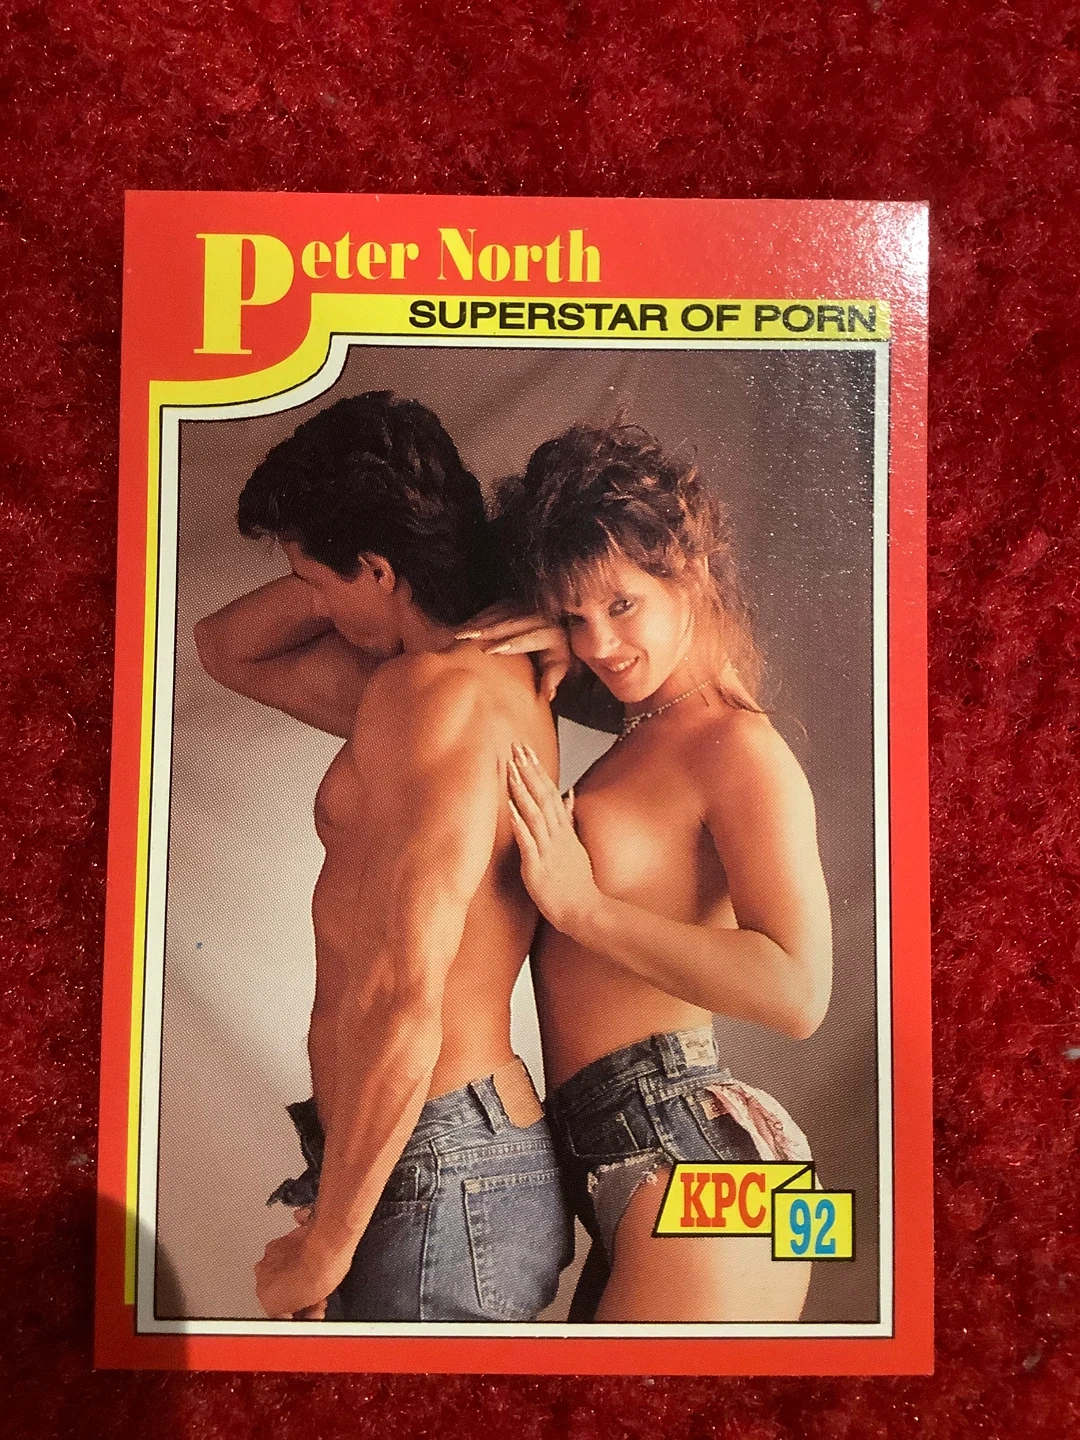 Peter North
SUPERSTAR OF PORN
KPC
92